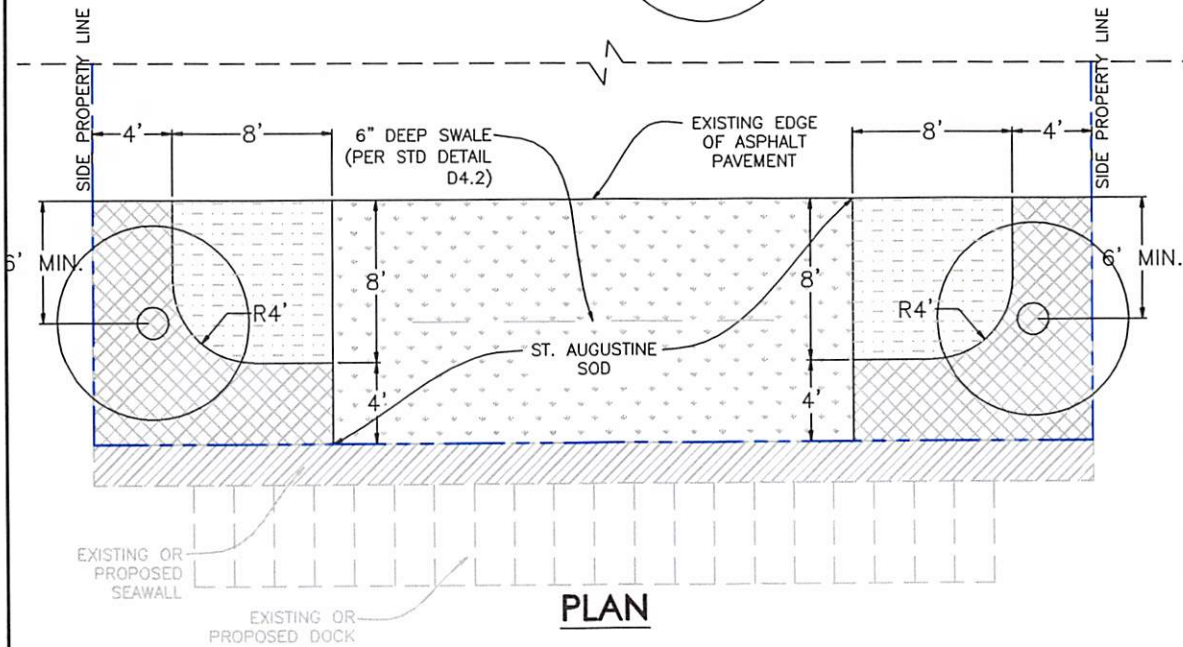 SIDE PROPERTY LINE
SIDE PROPERTY LINE
4'
8'
6" DEEP SWALE
(PER STD DETAIL
D4.2)
EXISTING EDGE
OF ASPHALT
PAVEMENT
8'
4'
6' MIN.
8'
8'
6' MIN.
R4'
R4'
ST. AUGUSTINE
SOD
4'
4'
EXISTING OR
PROPOSED
SEAWALL
EXISTING OR
PROPOSED DOCK
PLAN